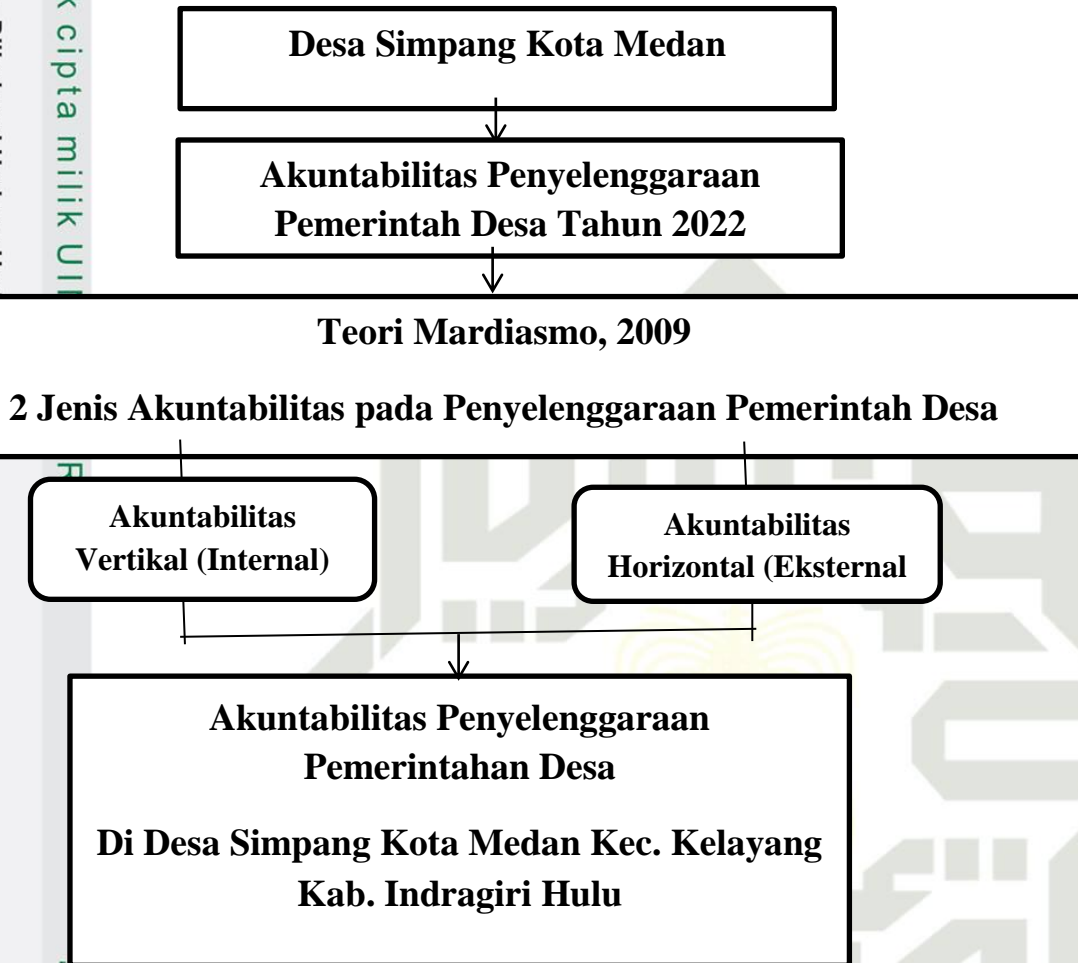 Desa Simpang Kota Medan
Akuntabilitas Penyelenggaraan
Pemerintah Desa Tahun 2022
Teori Mardiasmo, 2009
2 Jenis Akuntabilitas pada Penyelenggaraan Pemerintah Desa
Akuntabilitas
Vertikal (Internal)
Akuntabilitas
Horizontal (Eksternal
Akuntabilitas Penyelenggaraan
Pemerintahan Desa
Di Desa Simpang Kota Medan Kec. Kelayang
Kab. Indragiri Hulu
cipta milik